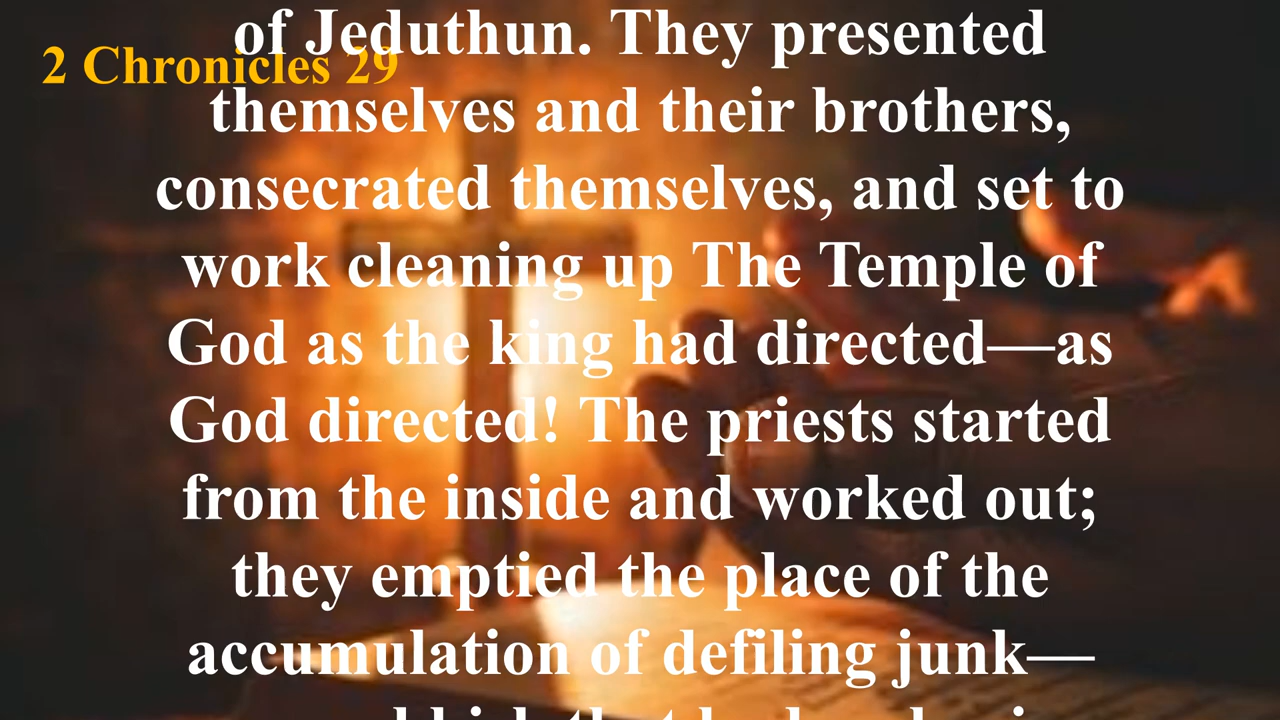 2 Chronicles 29
of Jeduthun. They presented
themselves and their brothers,
consecrated themselves, and set to
work cleaning up The Temple of
God as the king had directed—as
God directed! The priests started
from the inside and worked out;
they emptied the place of the
accumulation of defiling junk—